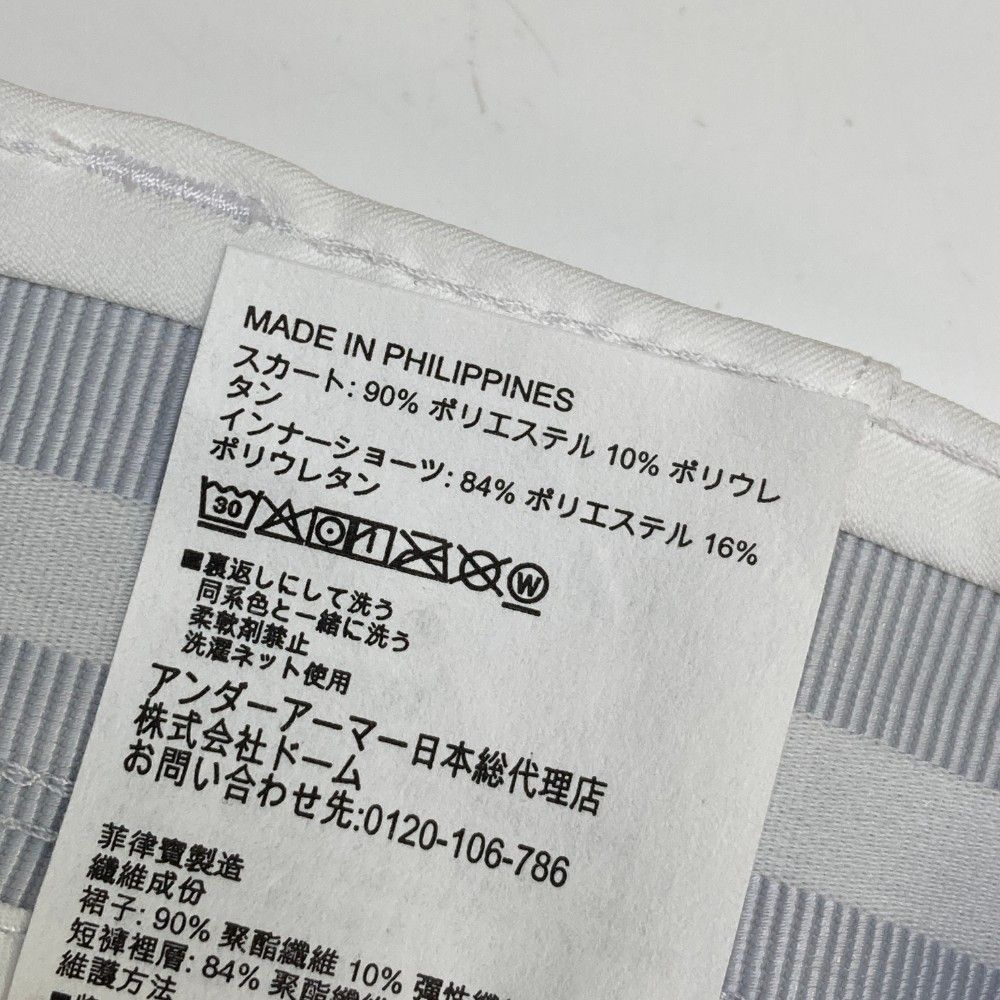 MADE IN PHILIPPINES
スカート: 90% ポリエステル 10% ポリウレ
タン
インナーショーツ: 84% ポリエステル 16%
ポリウレタン
30 W
■裏返しにして洗う
同系色と一緒に洗う
柔軟剤禁止
洗濯ネット使用
アンダーアーマー日本総代理店
株式会社ドーム
お問い合わせ先:0120-106-786
菲律賓製造
纖維成份
裙子: 90% 聚酯纖維 10% 彈性纖
短褲裡層: 84% 聚酯纖維
維護方法